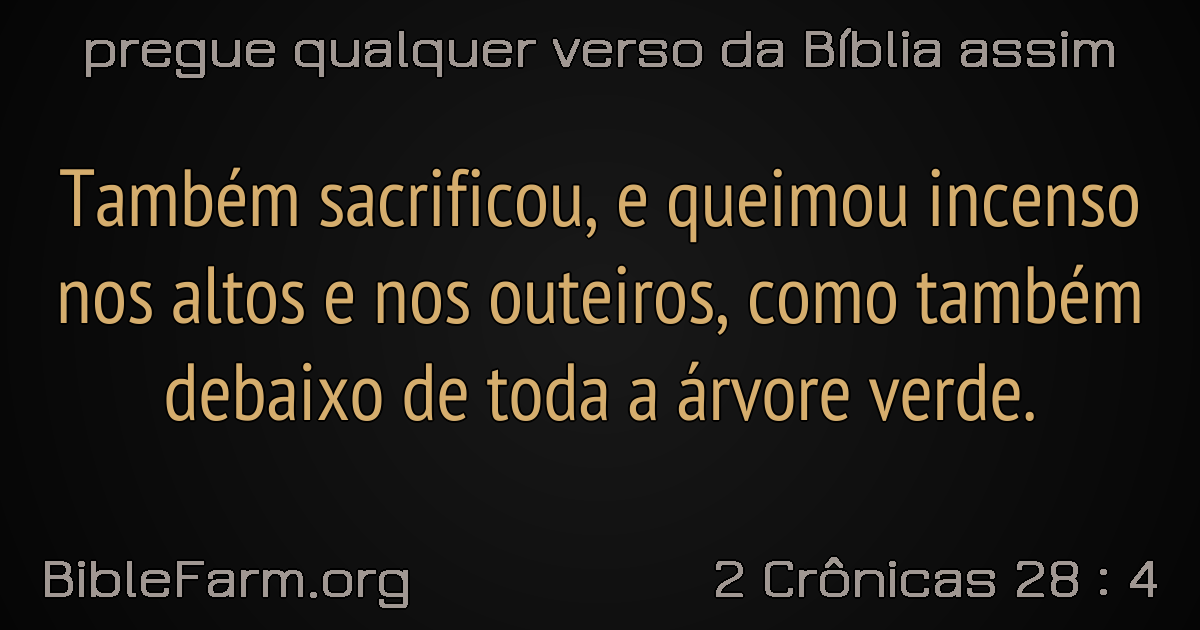 pregue qualquer verso da Bíblia assim
Também sacrificou, e queimou incenso
nos altos e nos outeiros, como também
debaixo de toda a árvore verde.
BibleFarm.org
2 Crônicas 28 : 4